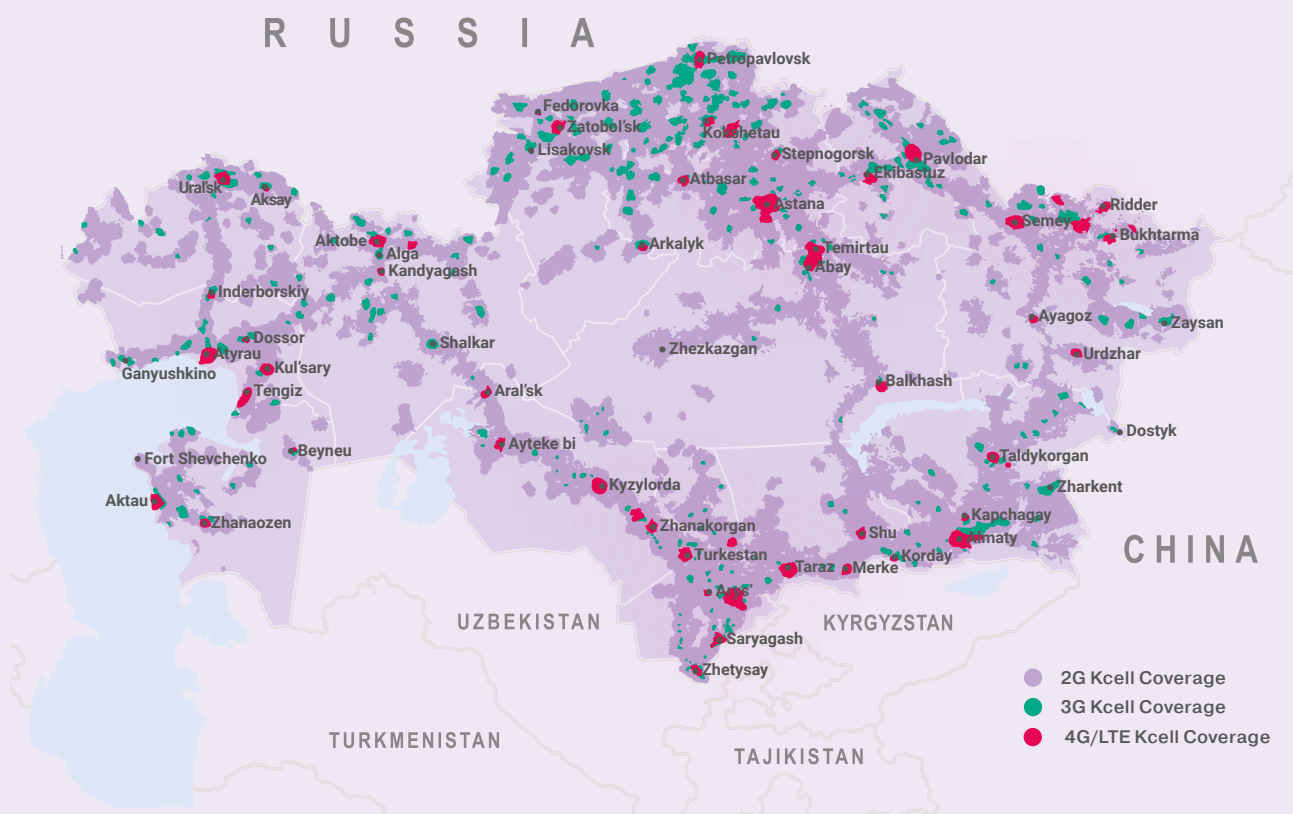 RUSSIA
Petropavlovsk
Fedorovka
Zatobol'sk
Kokshetau
Lisakovsk
Stepnogorsk
Pavlodar
Ekibastuz
Atbasar
Ural'sk
Aksay
Astana
Ridder
Semey
Bukhtarma
Aktobe
Alga
Arkalyk
Temirtau
Abay
Kandyagash
Inderborskiy
Ayagoz
Zaysan
Dossor
Shalkar
Zhezkazgan
Atyrau
Urdzhar
Ganyushkino
Kul'sary
Tengiz
Aral'sk
Balkhash
Dostyk
Ayteke bi
Beyneu
Fort Shevchenko
Taldykorgan
Kyzylorda
Zharkent
Aktau
Zhanaozen
Zhanakorgan
Kapchagay
Shu
Almaty
CHINA
Turkestan
Korday
Taraz
Merke
Arys'
UZBEKISTAN
KYRGYZSTAN
Saryagash
Zhetysay
2G Kcell Coverage
3G Kcell Coverage
4G/LTE Kcell Coverage
TURKMENISTAN
TAJIKISTAN